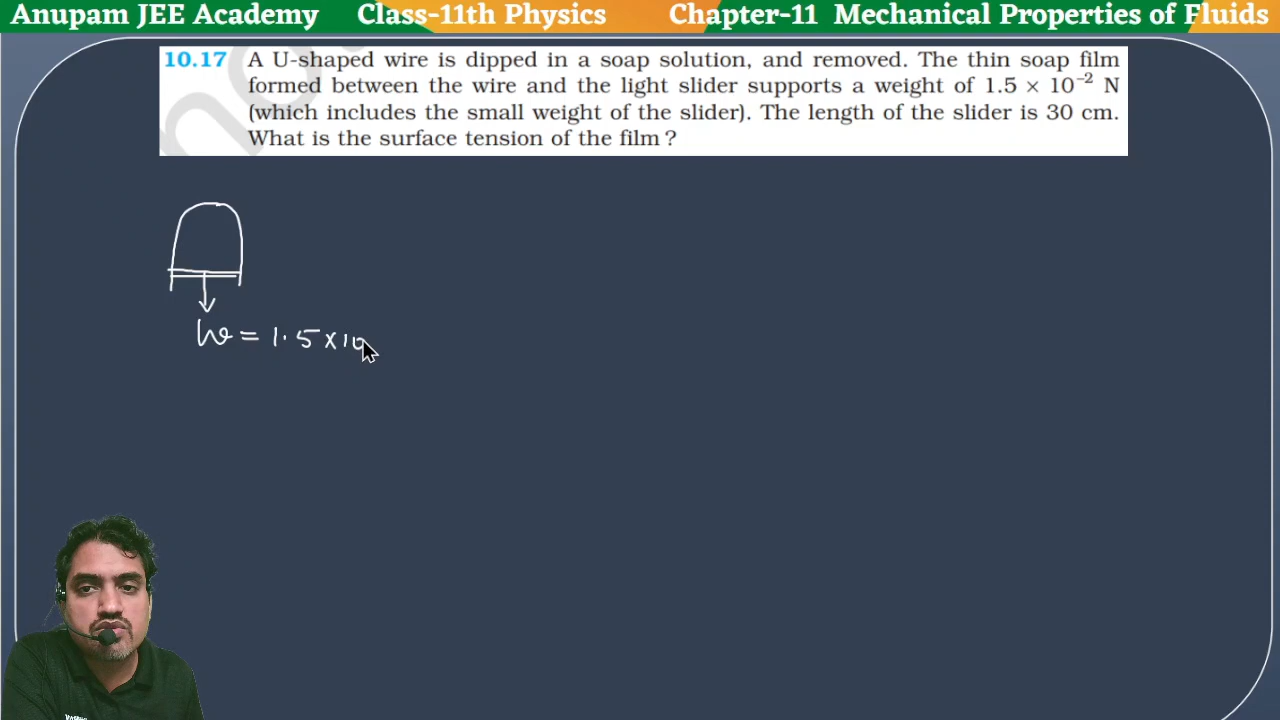 Anupam JEE Academy Class-11th Physics Chapter-11 Mechanical Properties of Fluids
10.17 A U-shaped wire is dipped in a soap solution, and removed. The thin soap film
formed between the wire and the light slider supports a weight of 1.5 × 10⁻² N
(which includes the small weight of the slider). The length of the slider is 30 cm.
What is the surface tension of the film ?
W = 1.5 × 10